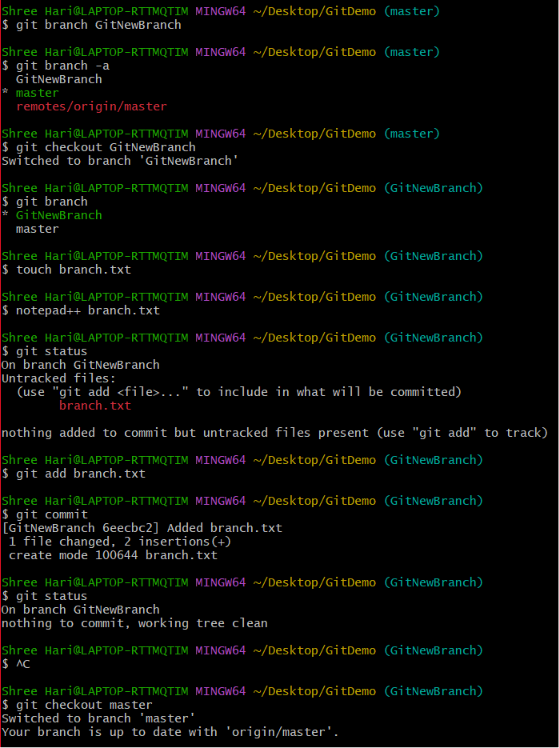 Shree Hari@LAPTOP-RTTMQTIM MINGW64 ~/Desktop/GitDemo (master)
$ git branch GitNewBranch
Shree Hari@LAPTOP-RTTMQTIM MINGW64 ~/Desktop/GitDemo (master)
$ git branch -a
  GitNewBranch
* master
  remotes/origin/master
Shree Hari@LAPTOP-RTTMQTIM MINGW64 ~/Desktop/GitDemo (master)
$ git checkout GitNewBranch
Switched to branch 'GitNewBranch'
Shree Hari@LAPTOP-RTTMQTIM MINGW64 ~/Desktop/GitDemo (GitNewBranch)
$ git branch
* GitNewBranch
  master
Shree Hari@LAPTOP-RTTMQTIM MINGW64 ~/Desktop/GitDemo (GitNewBranch)
$ touch branch.txt
Shree Hari@LAPTOP-RTTMQTIM MINGW64 ~/Desktop/GitDemo (GitNewBranch)
$ notepad++ branch.txt
Shree Hari@LAPTOP-RTTMQTIM MINGW64 ~/Desktop/GitDemo (GitNewBranch)
$ git status
On branch GitNewBranch
Untracked files:
  (use "git add <file>..." to include in what will be committed)
        branch.txt
nothing added to commit but untracked files present (use "git add" to track)
Shree Hari@LAPTOP-RTTMQTIM MINGW64 ~/Desktop/GitDemo (GitNewBranch)
$ git add branch.txt
Shree Hari@LAPTOP-RTTMQTIM MINGW64 ~/Desktop/GitDemo (GitNewBranch)
$ git commit
[GitNewBranch 6eecbc2] Added branch.txt
 1 file changed, 2 insertions(+)
 create mode 100644 branch.txt
Shree Hari@LAPTOP-RTTMQTIM MINGW64 ~/Desktop/GitDemo (GitNewBranch)
$ git status
On branch GitNewBranch
nothing to commit, working tree clean
Shree Hari@LAPTOP-RTTMQTIM MINGW64 ~/Desktop/GitDemo (GitNewBranch)
$ ^C
Shree Hari@LAPTOP-RTTMQTIM MINGW64 ~/Desktop/GitDemo (GitNewBranch)
$ git checkout master
Switched to branch 'master'
Your branch is up to date with 'origin/master'.